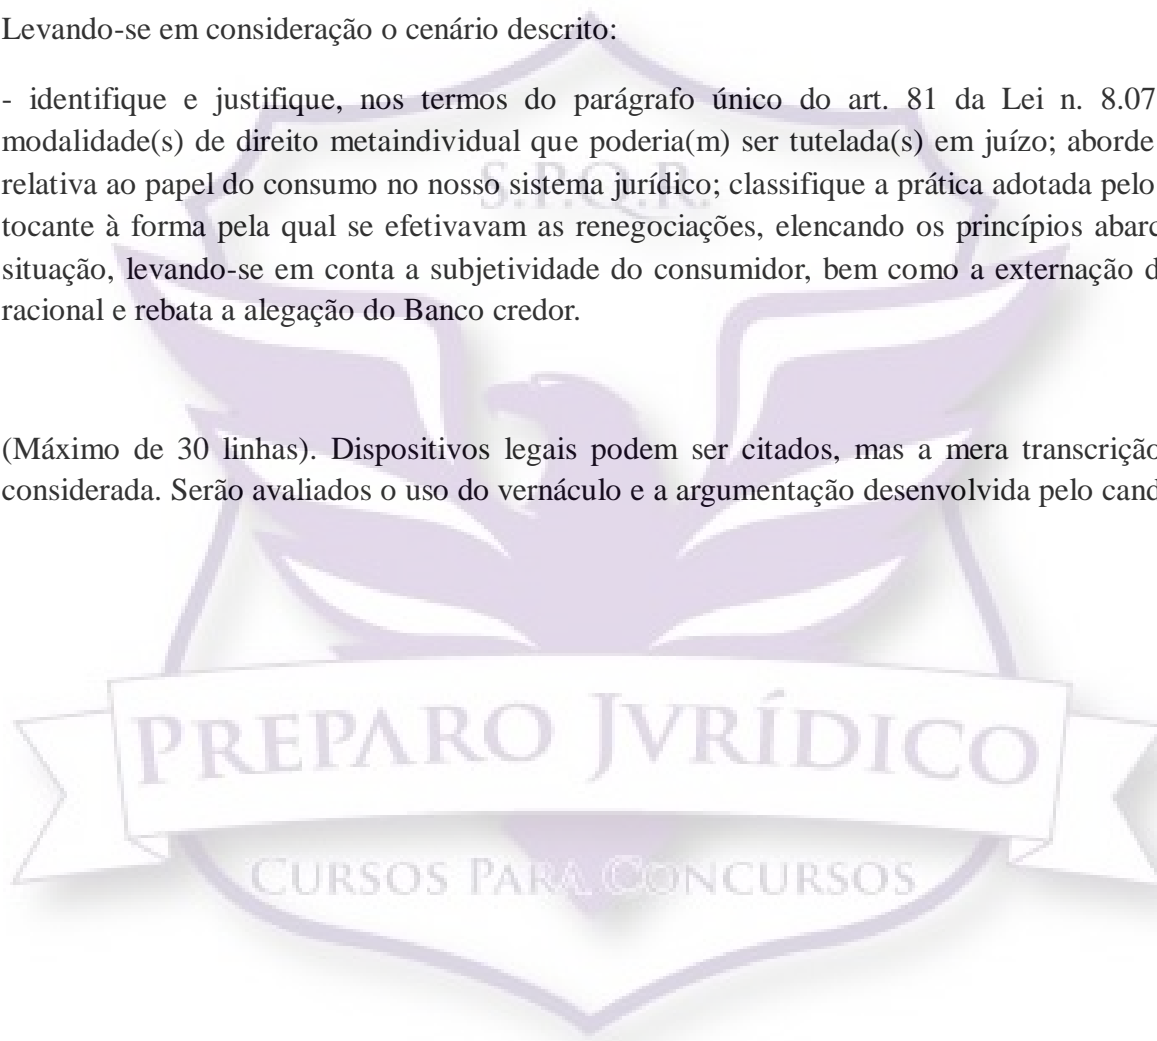 Levando-se em consideração o cenário descrito:
- identifique e justifique, nos termos do parágrafo único do art. 81 da Lei n. 8.07
modalidade(s) de direito metaindividual que poderia(m) ser tutelada(s) em juízo; aborde
relativa ao papel do consumo no nosso sistema jurídico; classifique a prática adotada pelo
tocante à forma pela qual se efetivavam as renegociações, elencando os princípios abarc
situação, levando-se em conta a subjetividade do consumidor, bem como a externação d
racional e rebata a alegação do Banco credor.
S.P.Q.R.
(Máximo de 30 linhas). Dispositivos legais podem ser citados, mas a mera transcrição
considerada. Serão avaliados o uso do vernáculo e a argumentação desenvolvida pelo cand
PREPARO JVRÍDICO
CURSOS PARA CONCURSOS